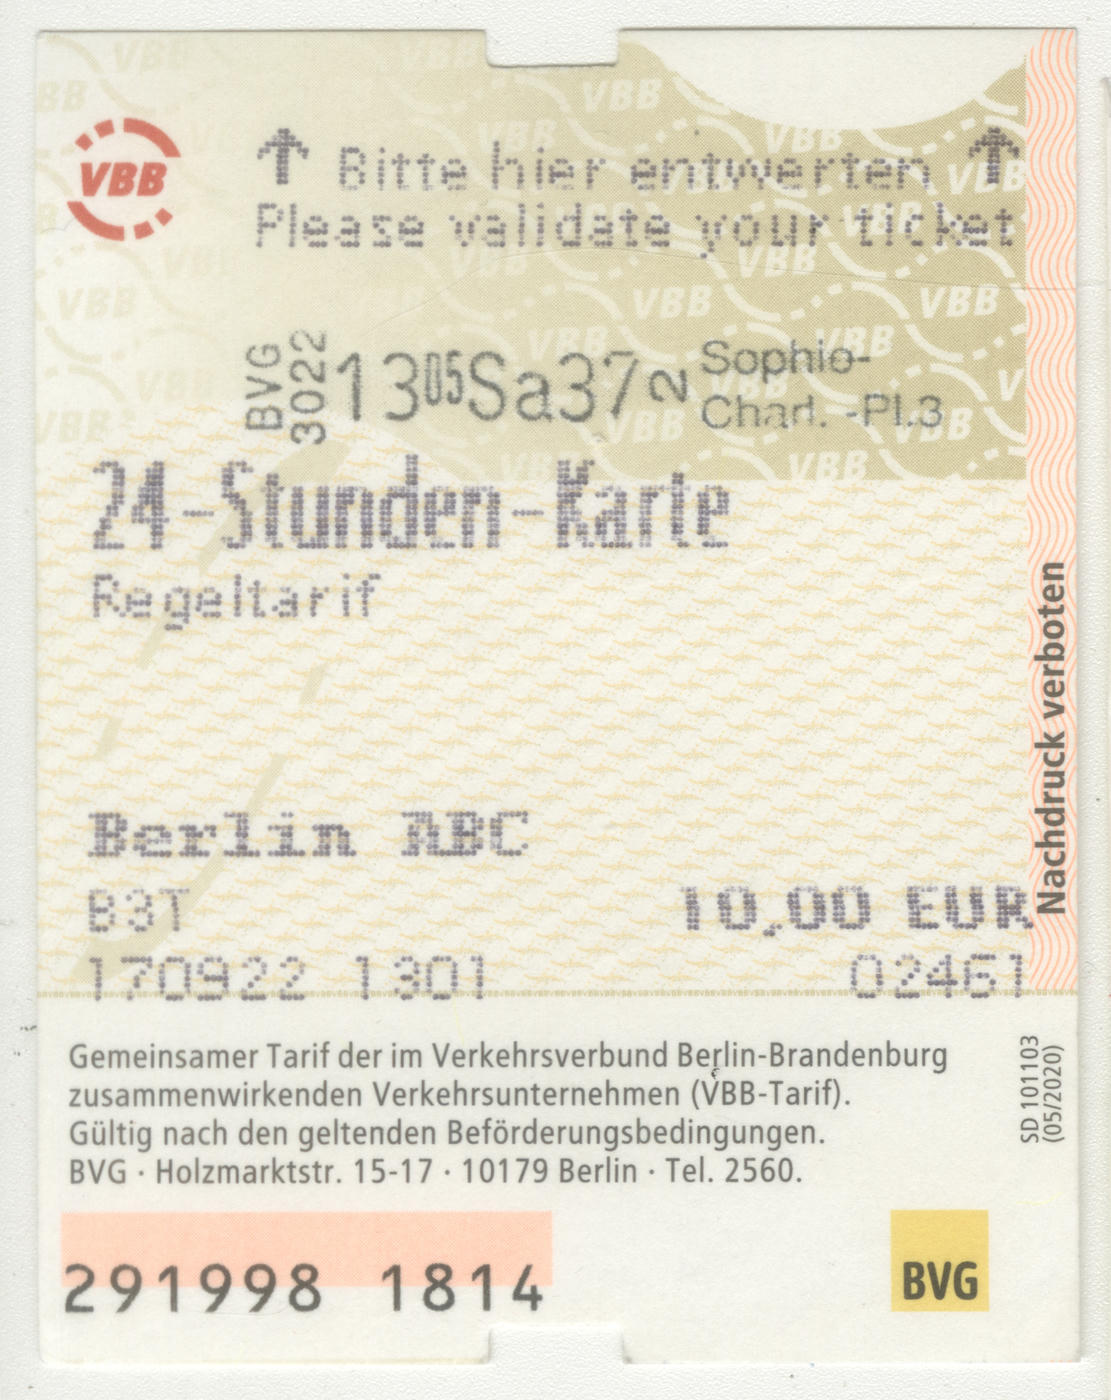 VBB
↑ Bitte hier entwerten ↑
Please validate your ticket
BVG
3022
13 05 Sa 37 2 Sophio-
Charl. -Pl.3
24-Stunden-Karte
Regeltarif
Nachdruck verboten
Berlin ABC
B3T 10,00 EUR
170922 1301 02461
Gemeinsamer Tarif der im Verkehrsverbund Berlin-Brandenburg
zusammenwirkenden Verkehrsunternehmen (VBB-Tarif).
Gültig nach den geltenden Beförderungsbedingungen.
BVG · Holzmarktstr. 15-17 · 10179 Berlin · Tel. 2560.
SD 101103
(05/2020)
291998 1814
BVG